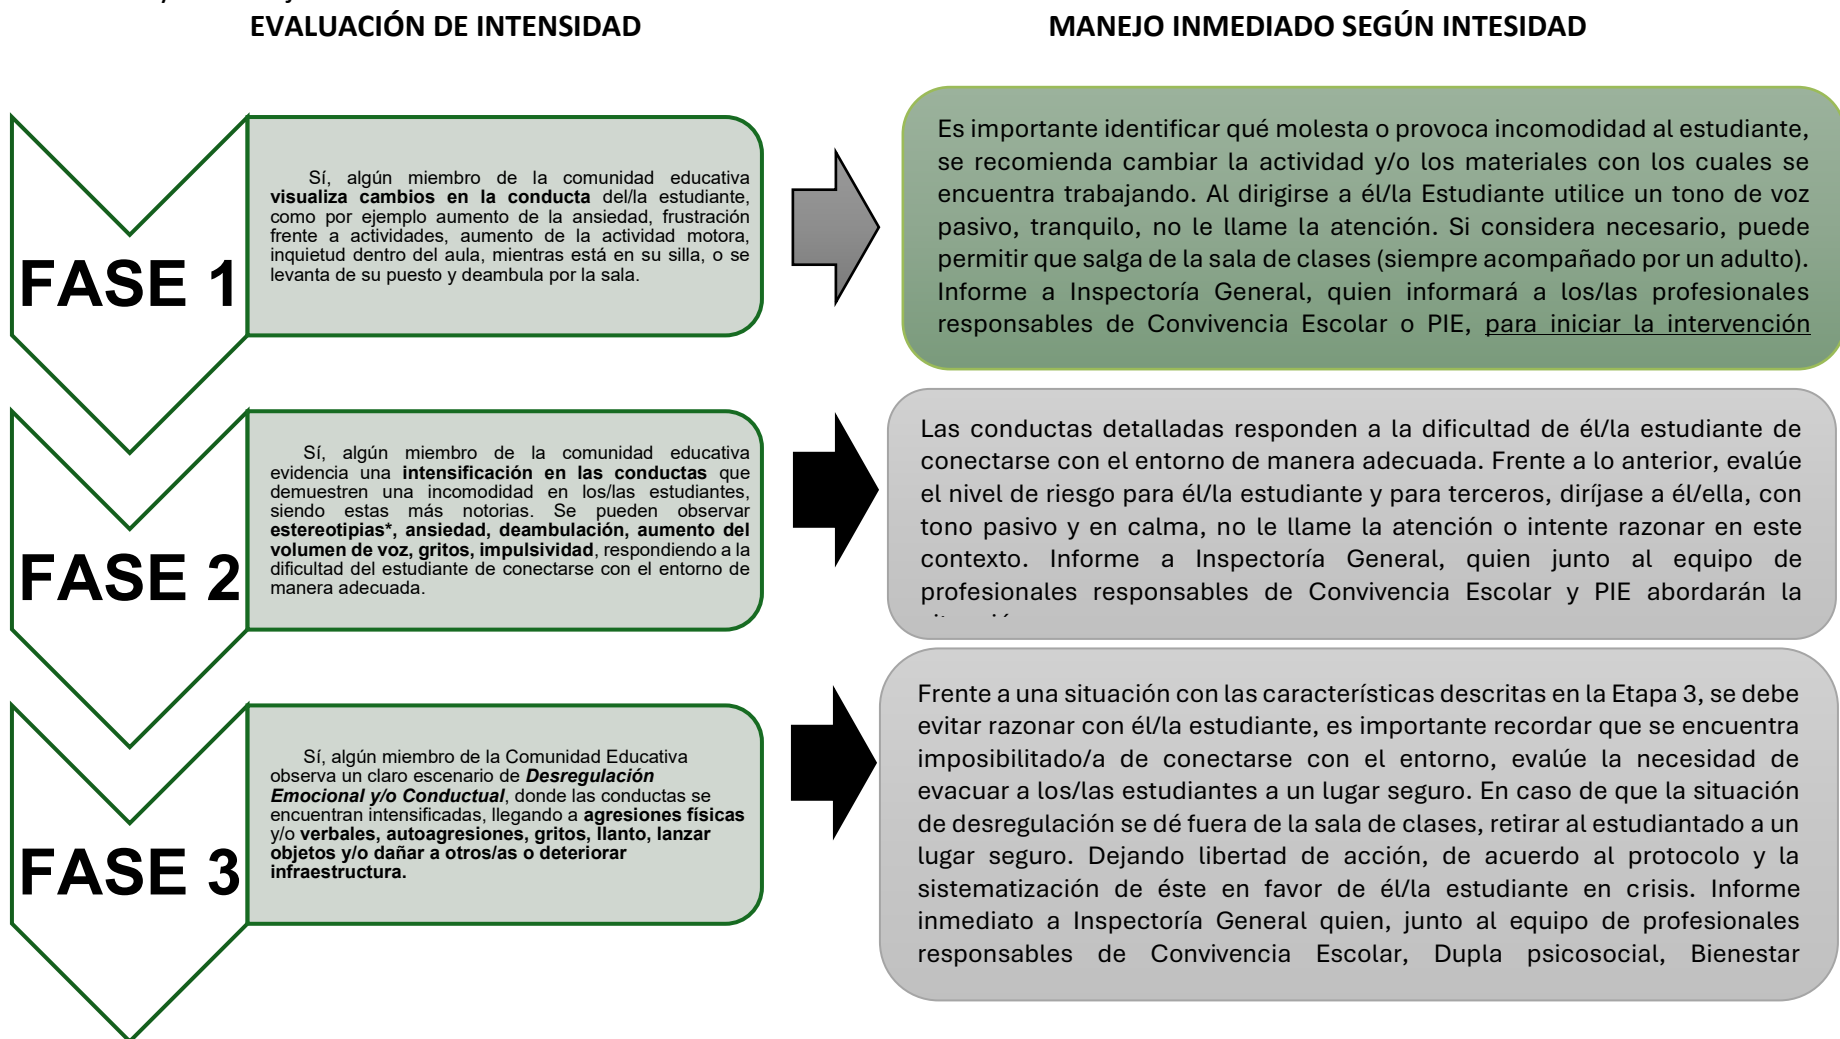 EVALUACIÓN DE INTENSIDAD
MANEJO INMEDIADO SEGÚN INTESIDAD
FASE 1
Sí, algún miembro de la comunidad educativa
visualiza cambios en la conducta del/la estudiante,
como por ejemplo aumento de la ansiedad, frustración
frente a actividades, aumento de la actividad motora,
inquietud dentro del aula, mientras está en su silla, o se
levanta de su puesto y deambula por la sala.
Es importante identificar qué molesta o provoca incomodidad al estudiante,
se recomienda cambiar la actividad y/o los materiales con los cuales se
encuentra trabajando. Al dirigirse a él/la Estudiante utilice un tono de voz
pasivo, tranquilo, no le llame la atención. Si considera necesario, puede
permitir que salga de la sala de clases (siempre acompañado por un adulto).
Informe a Inspectoría General, quien informará a los/las profesionales
responsables de Convivencia Escolar o PIE, para iniciar la intervención
FASE 2
Sí, algún miembro de la comunidad educativa
evidencia una intensificación en las conductas que
demuestren una incomodidad en los/las estudiantes,
siendo estas más notorias. Se pueden observar
estereotipias*, ansiedad, deambulación, aumento del
volumen de voz, gritos, impulsividad, respondiendo a la
dificultad del estudiante de conectarse con el entorno de
manera adecuada.
Las conductas detalladas responden a la dificultad de él/la estudiante de
conectarse con el entorno de manera adecuada. Frente a lo anterior, evalúe
el nivel de riesgo para él/la estudiante y para terceros, diríjase a él/ella, con
tono pasivo y en calma, no le llame la atención o intente razonar en este
contexto. Informe a Inspectoría General, quien junto al equipo de
profesionales responsables de Convivencia Escolar y PIE abordarán la
FASE 3
Sí, algún miembro de la Comunidad Educativa
observa un claro escenario de Desregulación
Emocional y/o Conductual, donde las conductas se
encuentran intensificadas, llegando a agresiones físicas
y/o verbales, autoagresiones, gritos, llanto, lanzar
objetos y/o dañar a otros/as o deteriorar
infraestructura.
Frente a una situación con las características descritas en la Etapa 3, se debe
evitar razonar con él/la estudiante, es importante recordar que se encuentra
imposibilitado/a de conectarse con el entorno, evalúe la necesidad de
evacuar a los/las estudiantes a un lugar seguro. En caso de que la situación
de desregulación se dé fuera de la sala de clases, retirar al estudiantado a un
lugar seguro. Dejando libertad de acción, de acuerdo al protocolo y la
sistematización de éste en favor de él/la estudiante en crisis. Informe
inmediato a Inspectoría General quien, junto al equipo de profesionales
responsables de Convivencia Escolar, Dupla psicosocial, Bienestar